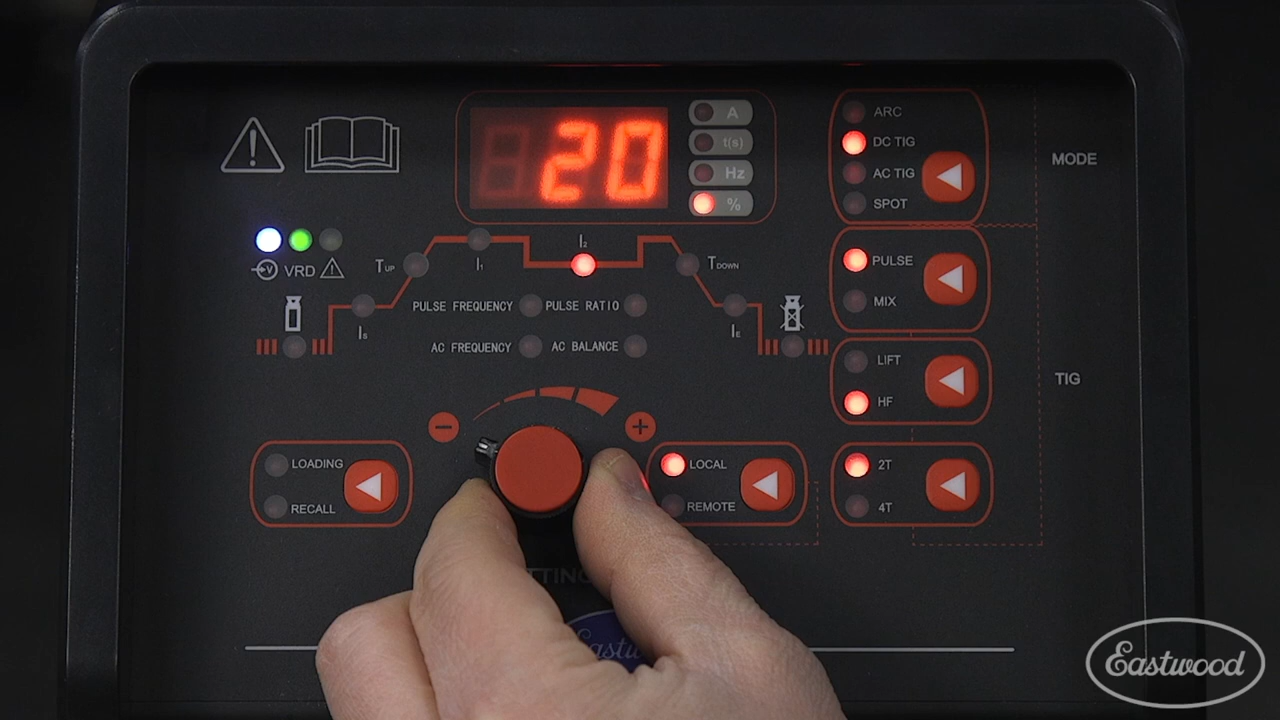 20
A
t(s)
Hz
%
ARC
DC TIG
AC TIG
SPOT
MODE
V VRD
TUP
I1
I2
TDOWN
PULSE
MIX
PULSE FREQUENCY
PULSE RATIO
IS
IE
AC FREQUENCY
AC BALANCE
LIFT
HF
TIG
LOADING
RECALL
LOCAL
REMOTE
2T
4T
Eastwood